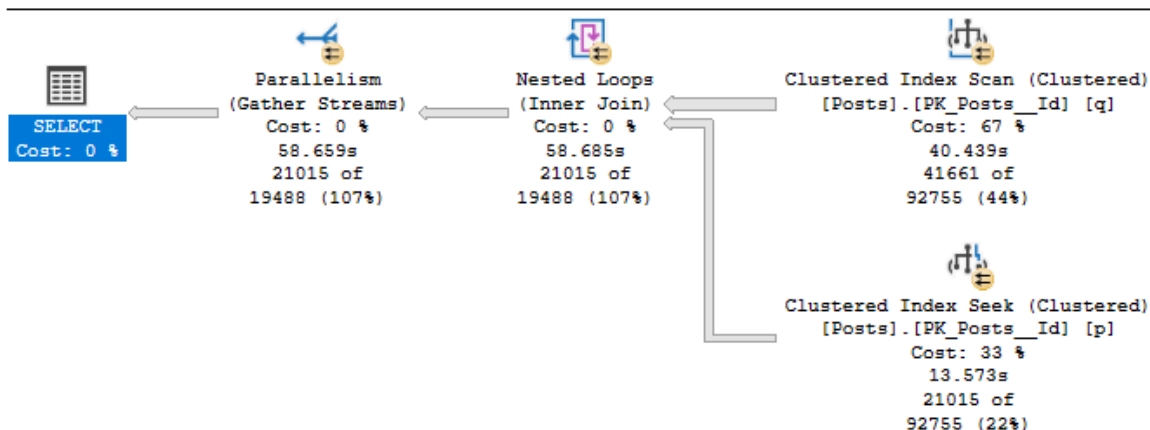 SELECT
Cost: 0 %
Parallelism
(Gather Streams)
Cost: 0 %
58.659s
21015 of
19488 (107%)
Nested Loops
(Inner Join)
Cost: 0 %
58.685s
21015 of
19488 (107%)
Clustered Index Scan (Clustered)
[Posts].[PK_Posts__Id] [q]
Cost: 67 %
40.439s
41661 of
92755 (44%)
Clustered Index Seek (Clustered)
[Posts].[PK_Posts__Id] [p]
Cost: 33 %
13.573s
21015 of
92755 (22%)